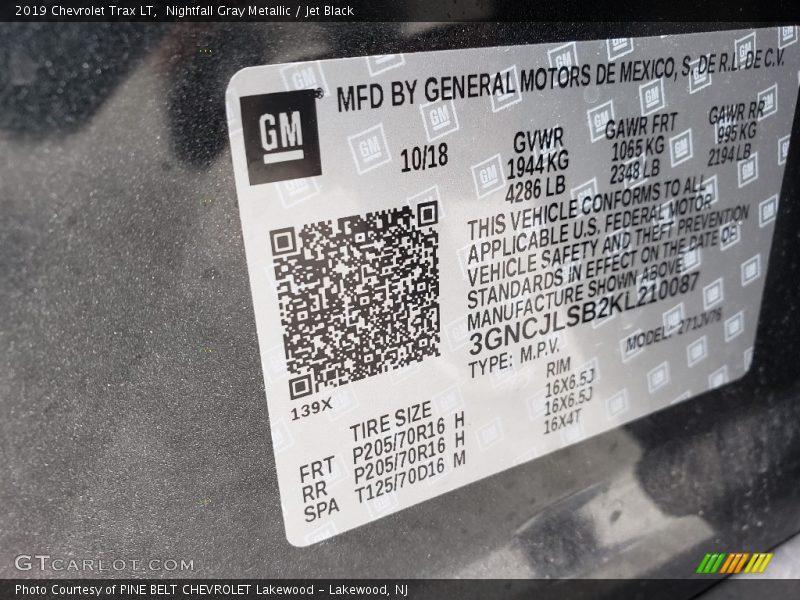 2019 Chevrolet Trax LT,  Nightfall Gray Metallic / Jet Black
GM
MFD BY GENERAL MOTORS DE MEXICO, S. DE R.L. DE C.V.
10/18
GVWR
1944 KG
4286 LB
GAWR FRT
1065 KG
2348 LB
GAWR RR
995 KG
2194 LB
THIS VEHICLE CONFORMS TO ALL
APPLICABLE U.S. FEDERAL MOTOR
VEHICLE SAFETY AND THEFT PREVENTION
STANDARDS IN EFFECT ON THE DATE OF
MANUFACTURE SHOWN ABOVE.
3GNCJLSB2KL210087
TYPE: M.P.V.
MODEL: 271JV76
139X
TIRE SIZE
RIM
FRT P205/70R16 H 16X6.5J
RR P205/70R16 H 16X6.5J
SPA T125/70D16 M 16X4T
GTCARLOT.COM
Photo Courtesy of PINE BELT CHEVROLET Lakewood - Lakewood, NJ